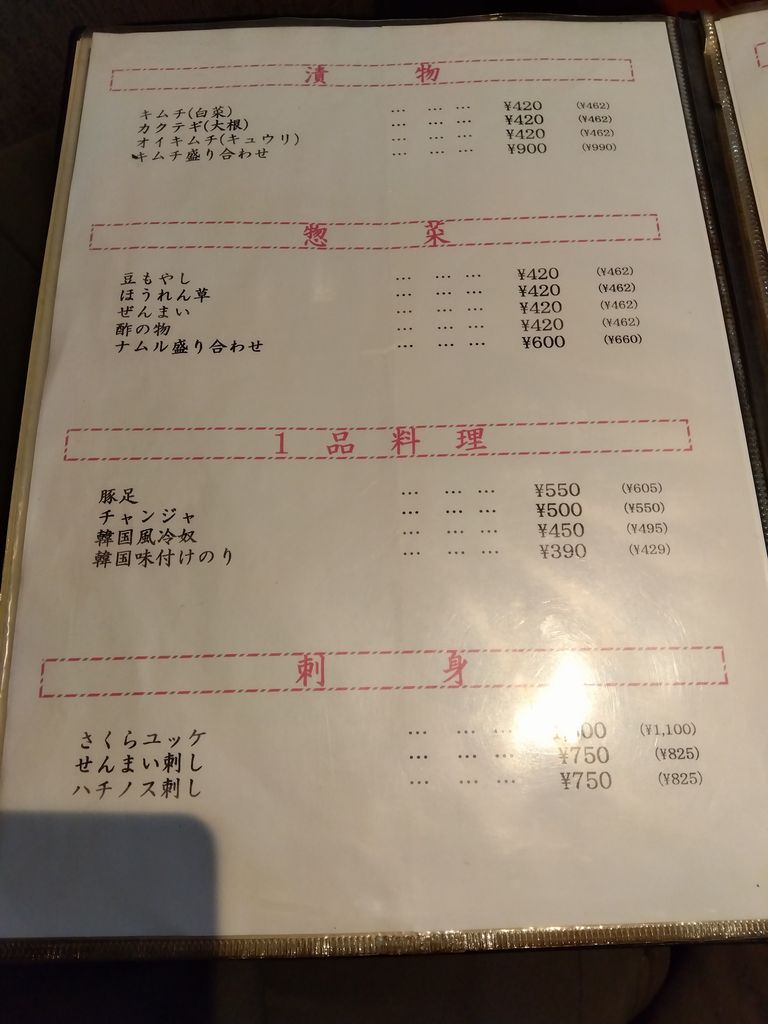 漬物
キムチ(白菜) … … … ¥420 (¥462)
カクテギ(大根) … … … ¥420 (¥462)
オイキムチ(キュウリ) … … … ¥420 (¥462)
キムチ盛り合わせ … … … ¥900 (¥990)
惣菜
豆もやし … … … ¥420 (¥462)
ほうれん草 … … … ¥420 (¥462)
ぜんまい … … … ¥420 (¥462)
酢の物 … … … ¥420 (¥462)
ナムル盛り合わせ … … … ¥600 (¥660)
1品料理
豚足 … … … ¥550 (¥605)
チャンジャ … … … ¥500 (¥550)
韓国風冷奴 … … … ¥450 (¥495)
韓国味付けのり … … … ¥390 (¥429)
刺身
さくらユッケ … … … (¥1,100)
せんまい刺し … … … ¥750 (¥825)
ハチノス刺し … … … ¥750 (¥825)